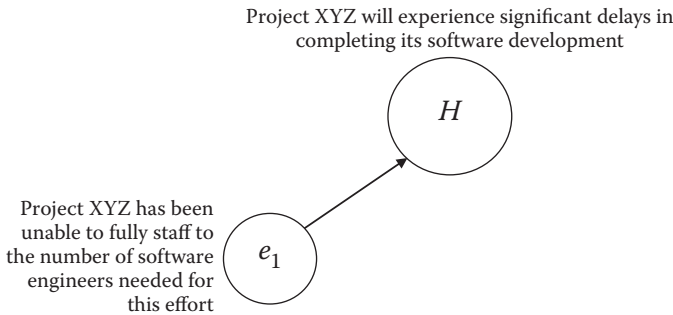 Project XYZ will experience significant delays in
completing its software development
H
Project XYZ has been
unable to fully staff to
the number of software
engineers needed for
this effort
e₁